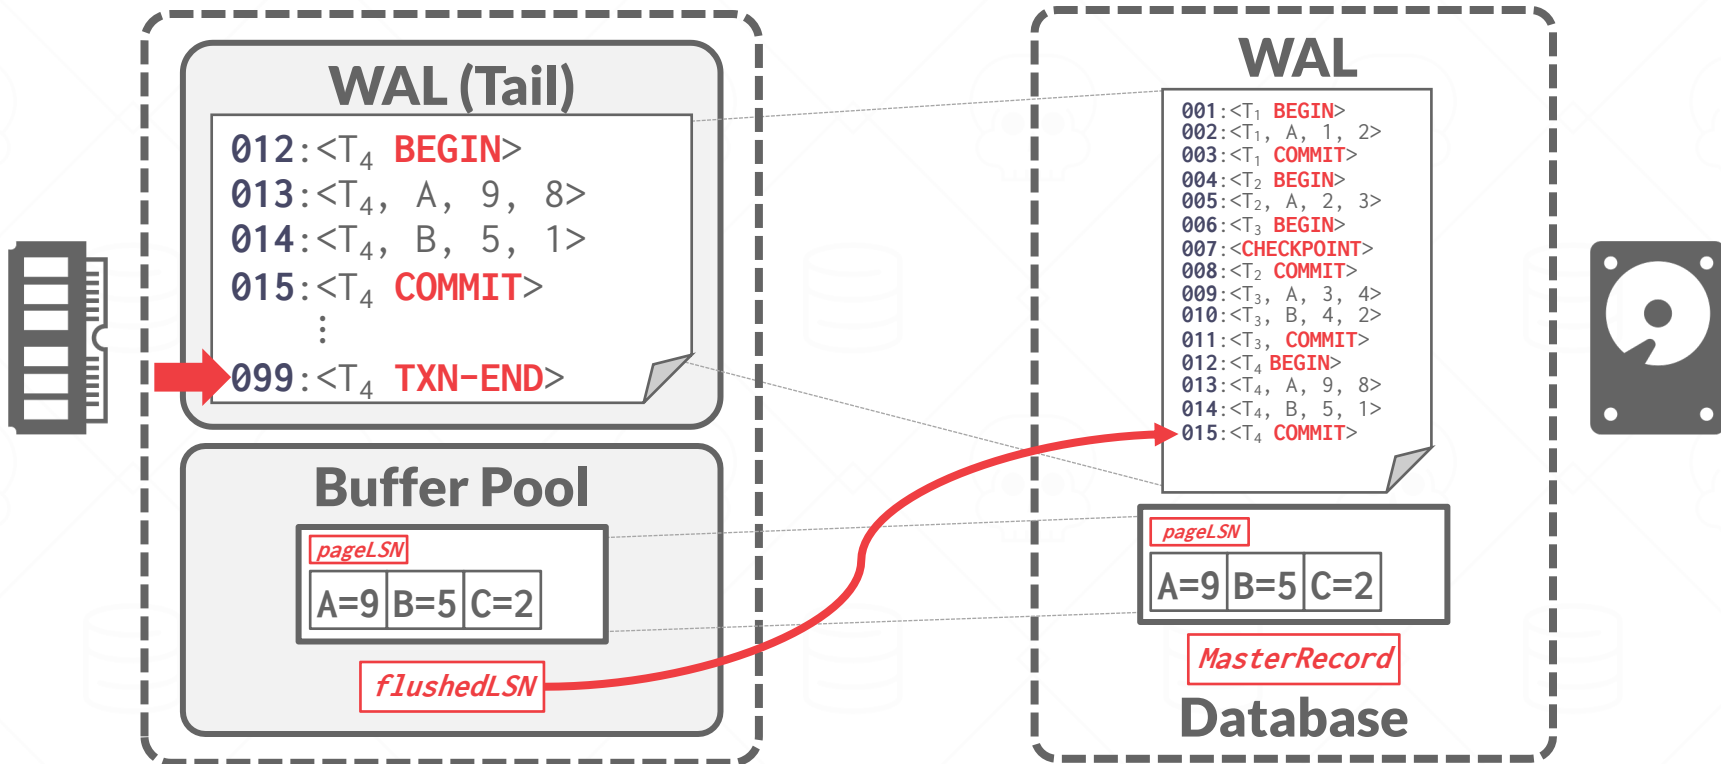 WAL (Tail)
012:<T4 BEGIN>
013:<T4, A, 9, 8>
014:<T4, B, 5, 1>
015:<T4 COMMIT>
⋮
099:<T4 TXN-END>
Buffer Pool
pageLSN
A=9 B=5 C=2
flushedLSN
WAL
001:<T1 BEGIN>
002:<T1, A, 1, 2>
003:<T1 COMMIT>
004:<T2 BEGIN>
005:<T2, A, 2, 3>
006:<T3 BEGIN>
007:<CHECKPOINT>
008:<T2 COMMIT>
009:<T3, A, 3, 4>
010:<T3, B, 4, 2>
011:<T3, COMMIT>
012:<T4 BEGIN>
013:<T4, A, 9, 8>
014:<T4, B, 5, 1>
015:<T4 COMMIT>
pageLSN
A=9 B=5 C=2
MasterRecord
Database